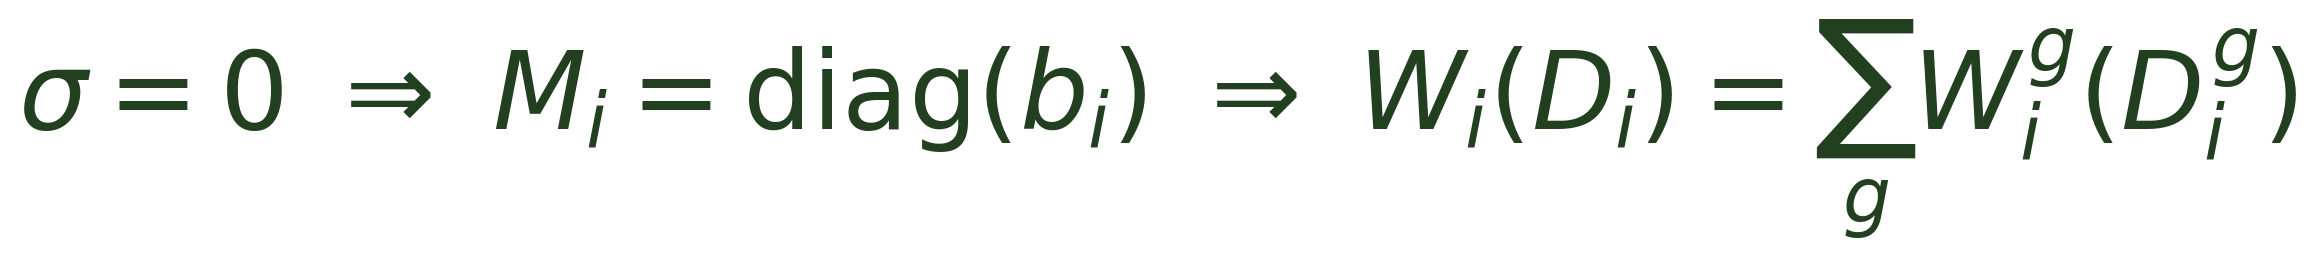 σ = 0 ⇒ M_i = diag(b_i) ⇒ W_i(D_i) = ∑_g W_i^g(D_i^g)